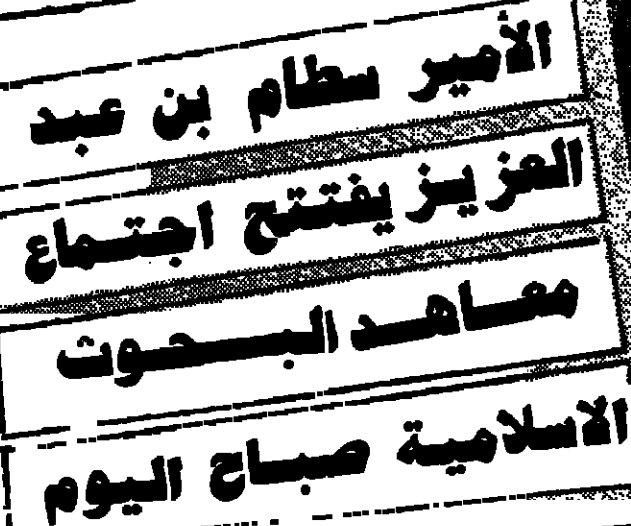 الأمير سطام بن عبد
العزيز يفتتح اجتماع
معاهد البحوث
الاسلامية صباح اليوم